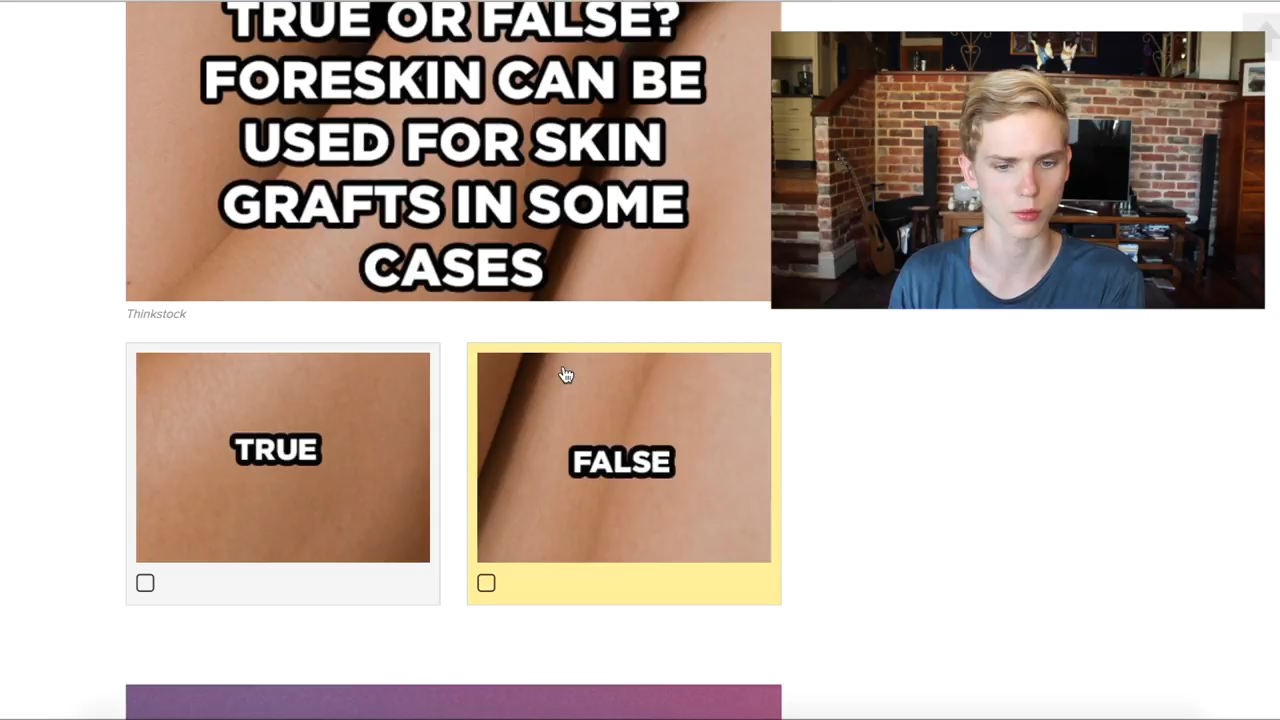 TRUE OR FALSE?
FORESKIN CAN BE
USED FOR SKIN
GRAFTS IN SOME
CASES
Thinkstock
TRUE
FALSE